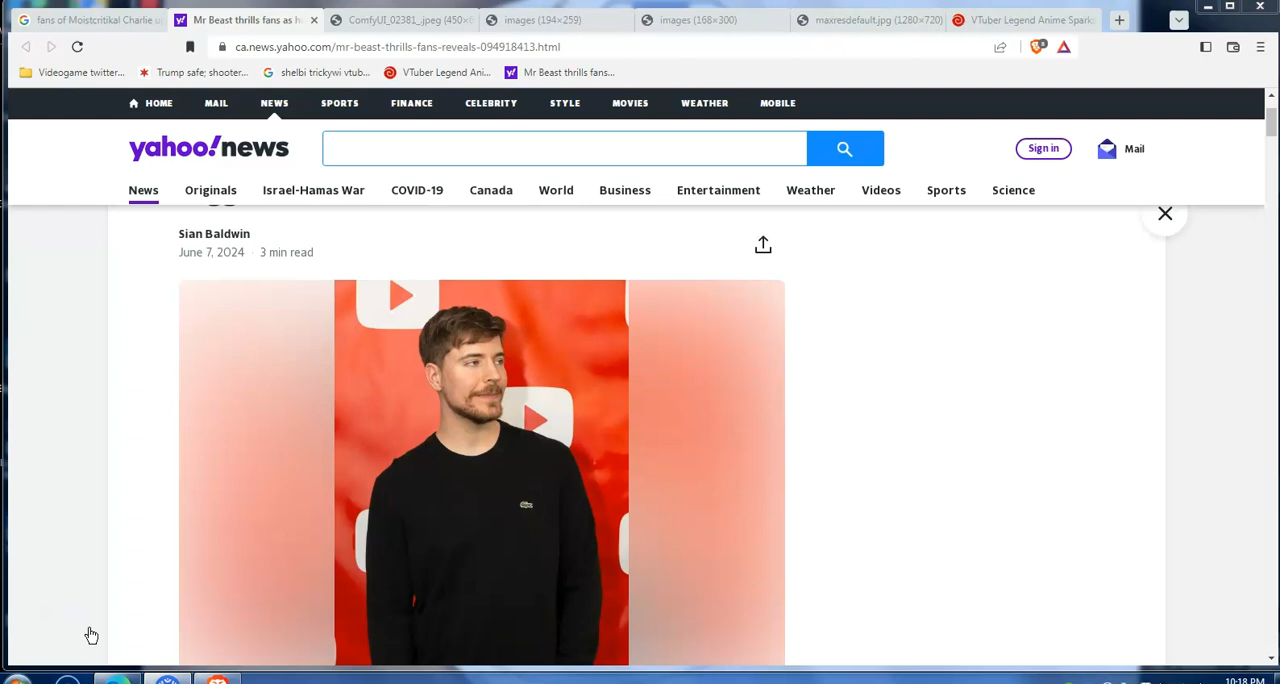 fans of Moistcritikal Charlie u
Mr Beast thrills fans as h
ComfyUI_02381_.jpeg (450×6
images (194×259)
images (168×300)
maxresdefault.jpg (1280×720)
VTuber Legend Anime Spark
ca.news.yahoo.com/mr-beast-thrills-fans-reveals-094918413.html
Videogame twitter...
Trump safe; shooter...
shelbi trickywi vtub...
VTuber Legend Ani...
Mr Beast thrills fans...
HOME MAIL NEWS SPORTS FINANCE CELEBRITY STYLE MOVIES WEATHER MOBILE
yahoo!news
Sign in
Mail
News Originals Israel-Hamas War COVID-19 Canada World Business Entertainment Weather Videos Sports Science
Sian Baldwin
June 7, 2024 · 3 min read
10:18 PM